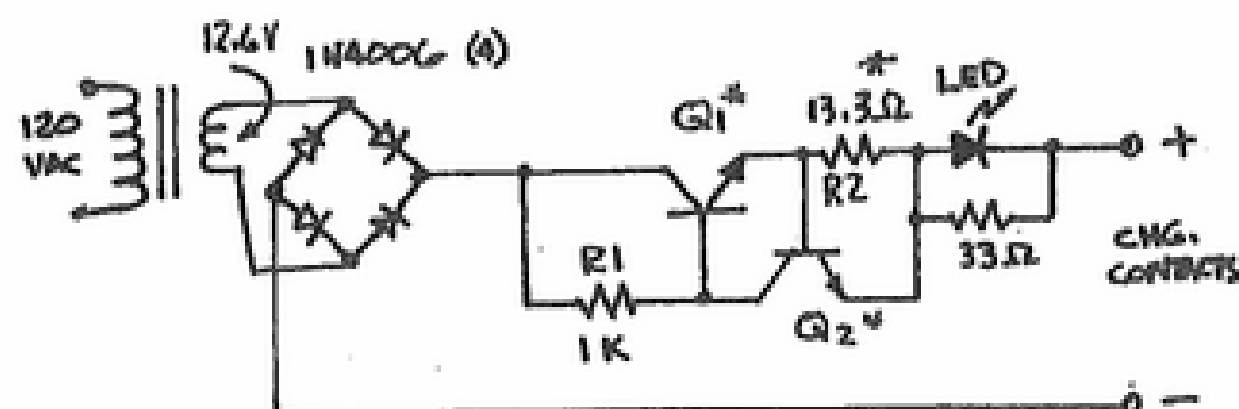 12.6V
1N4006 (4)
120
VAC
Q1*
*
13.3Ω
R2
LED
+
33Ω
CHG.
CONTACTS
R1
1K
Q2*
-